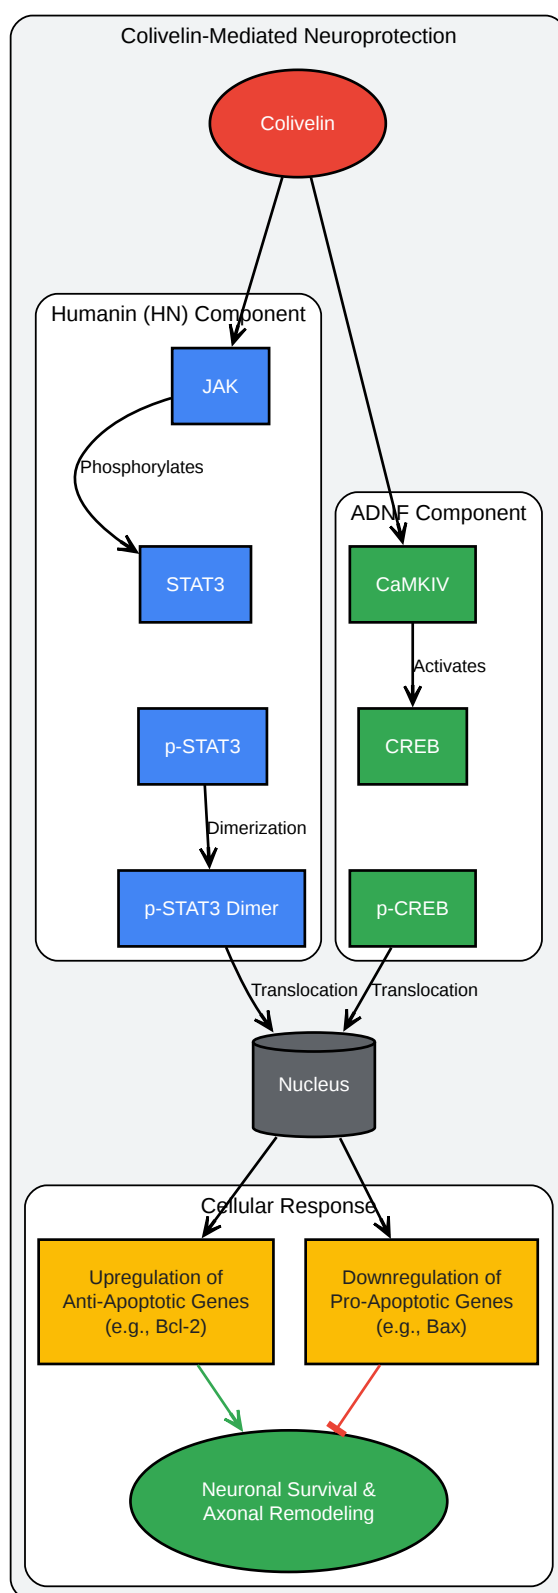 Colivelin-Mediated Neuroprotection
Colivelin
Humanin (HN) Component
JAK
Phosphorylates
STAT3
p-STAT3
Dimerization
p-STAT3 Dimer
Translocation
ADNF Component
CaMKIV
Activates
CREB
p-CREB
Translocation
Nucleus
Cellular Response
Upregulation of
Anti-Apoptotic Genes
(e.g., Bcl-2)
Downregulation of
Pro-Apoptotic Genes
(e.g., Bax)
Neuronal Survival &
Axonal Remodeling